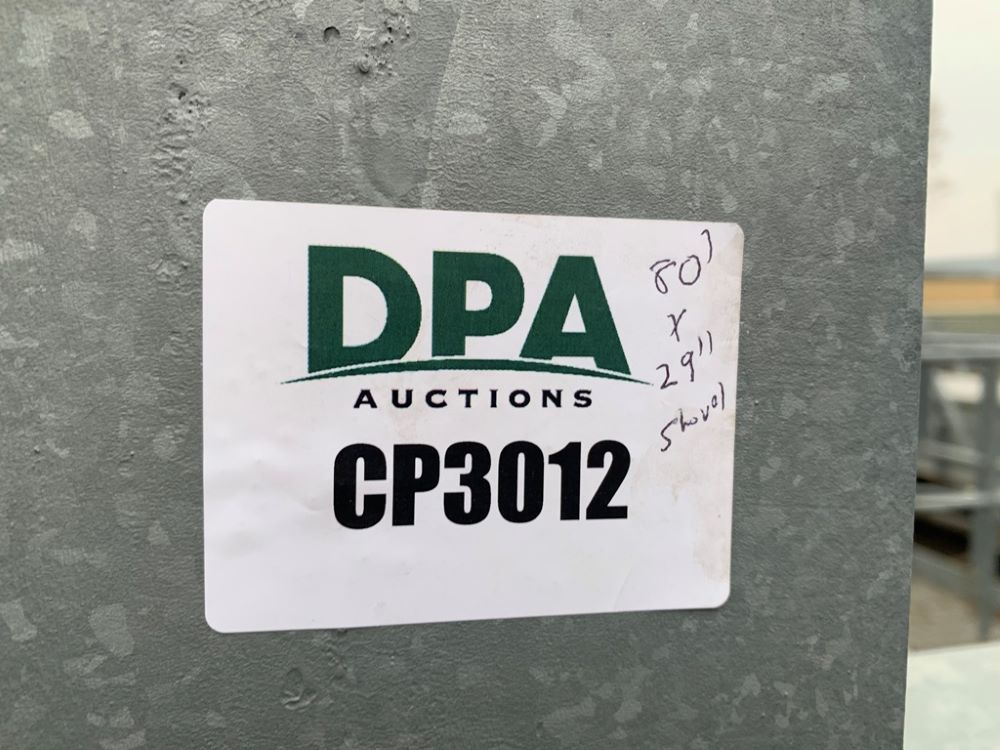 DPA
AUCTIONS
CP3012
80'
x
29"
Shovel